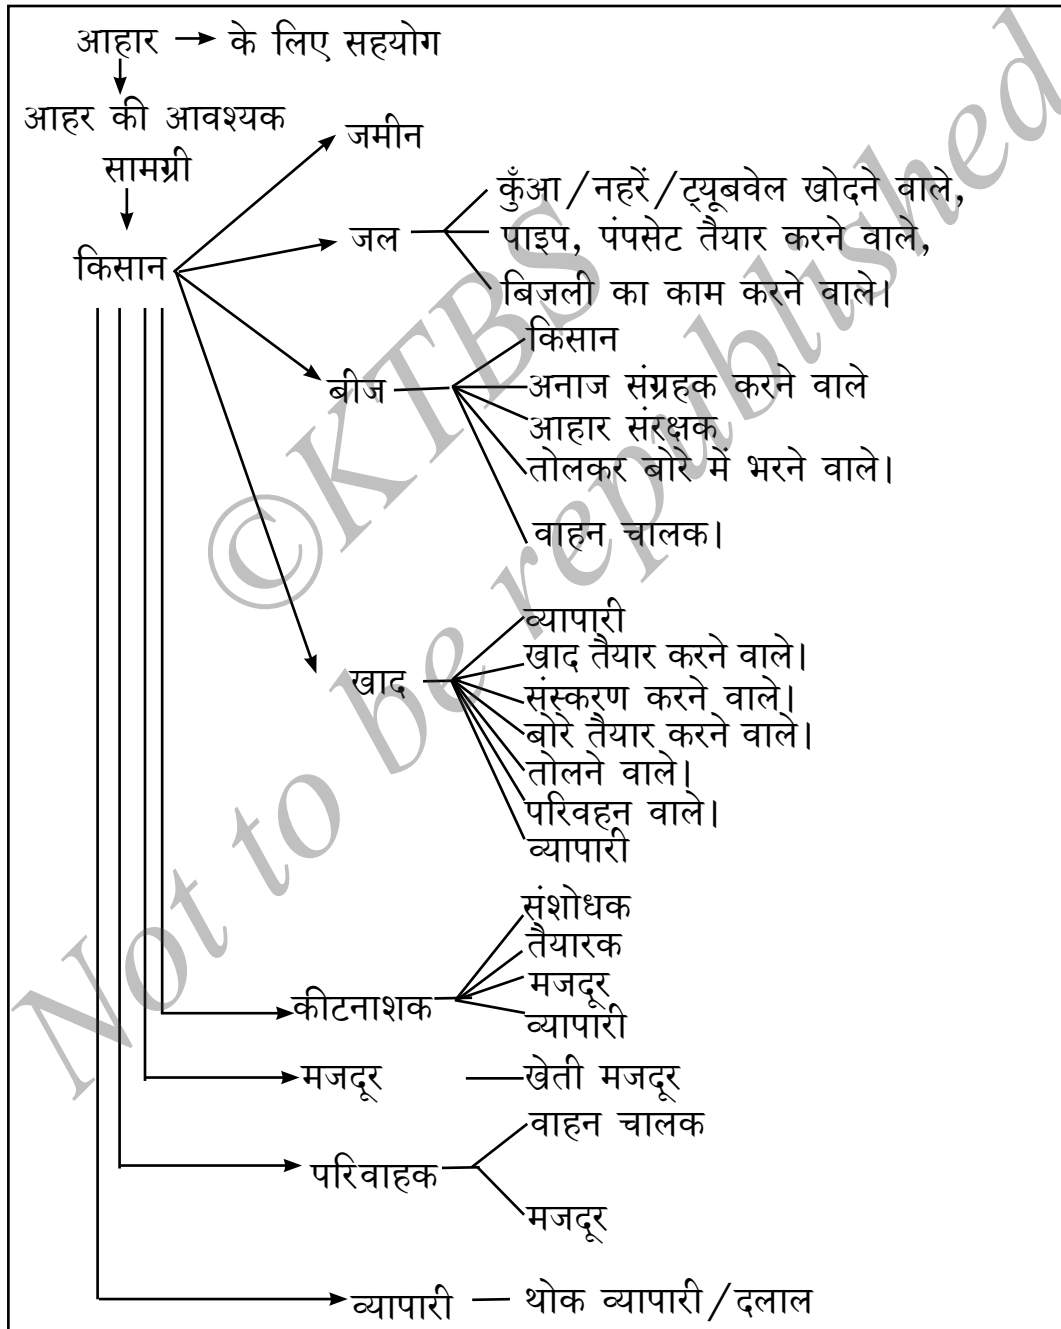 आहार → के लिए सहयोग
आहर की आवश्यक
सामग्री
किसान
जमीन
जल
कुँआ/नहरें/ट्यूबवेल खोदने वाले,
पाइप, पंपसेट तैयार करने वाले,
बिजली का काम करने वाले।
बीज
किसान
अनाज संग्रहक करने वाले
आहार संरक्षक
तोलकर बोरे में भरने वाले।
वाहन चालक।
खाद
व्यापारी
खाद तैयार करने वाले।
संस्करण करने वाले।
बोरे तैयार करने वाले।
तोलने वाले।
परिवहन वाले।
व्यापारी
कीटनाशक
संशोधक
तैयारक
मजदूर
व्यापारी
मजदूर — खेती मजदूर
परिवाहक
वाहन चालक
मजदूर
व्यापारी — थोक व्यापारी/दलाल
©KTBS
Not to be republished